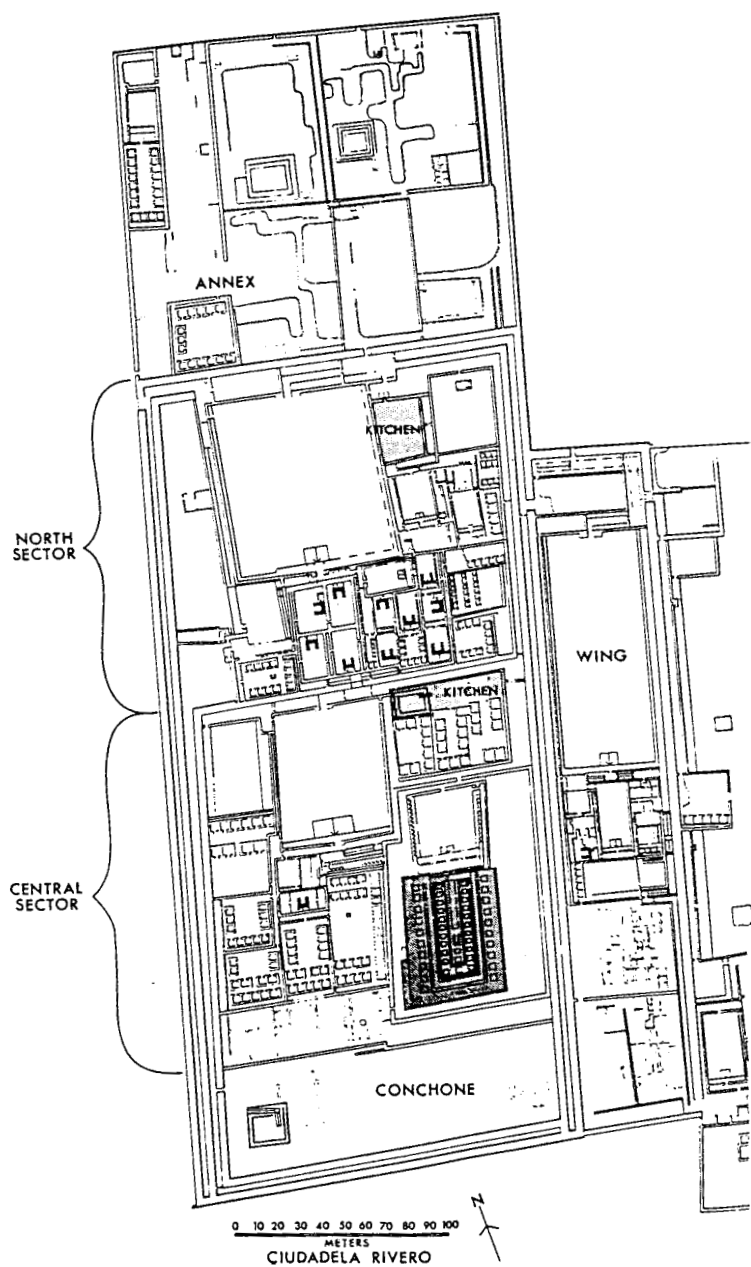 ANNEX
KITCHEN
NORTH
SECTOR
WING
KITCHEN
CENTRAL
SECTOR
CONCHONE
N
0 10 20 30 40 50 60 70 80 90 100
METERS
CIUDADELA RIVERO